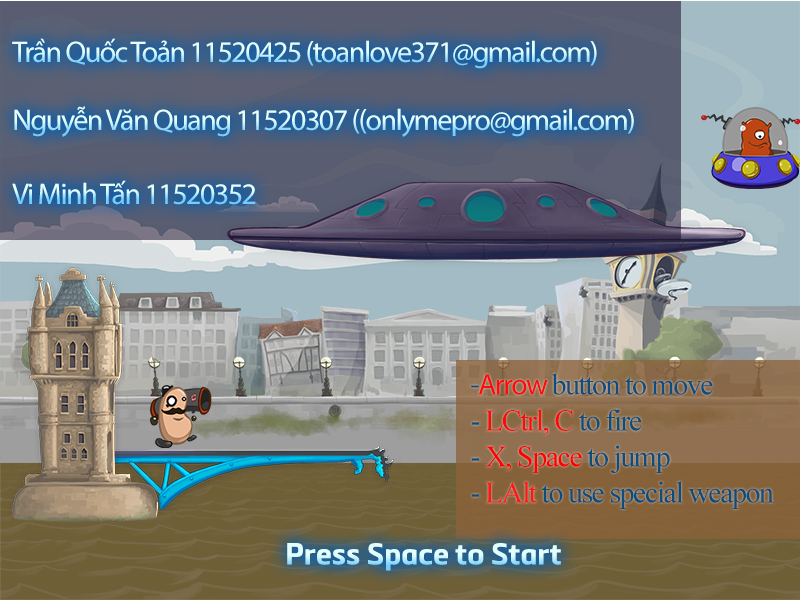 Trần Quốc Toản 11520425 (toanlove371@gmail.com)
Nguyễn Văn Quang 11520307 ((onlymepro@gmail.com)
Vi Minh Tấn 11520352
-Arrow button to move
- LCtrl, C to fire
- X, Space to jump
- LAlt to use special weapon
Press Space to Start